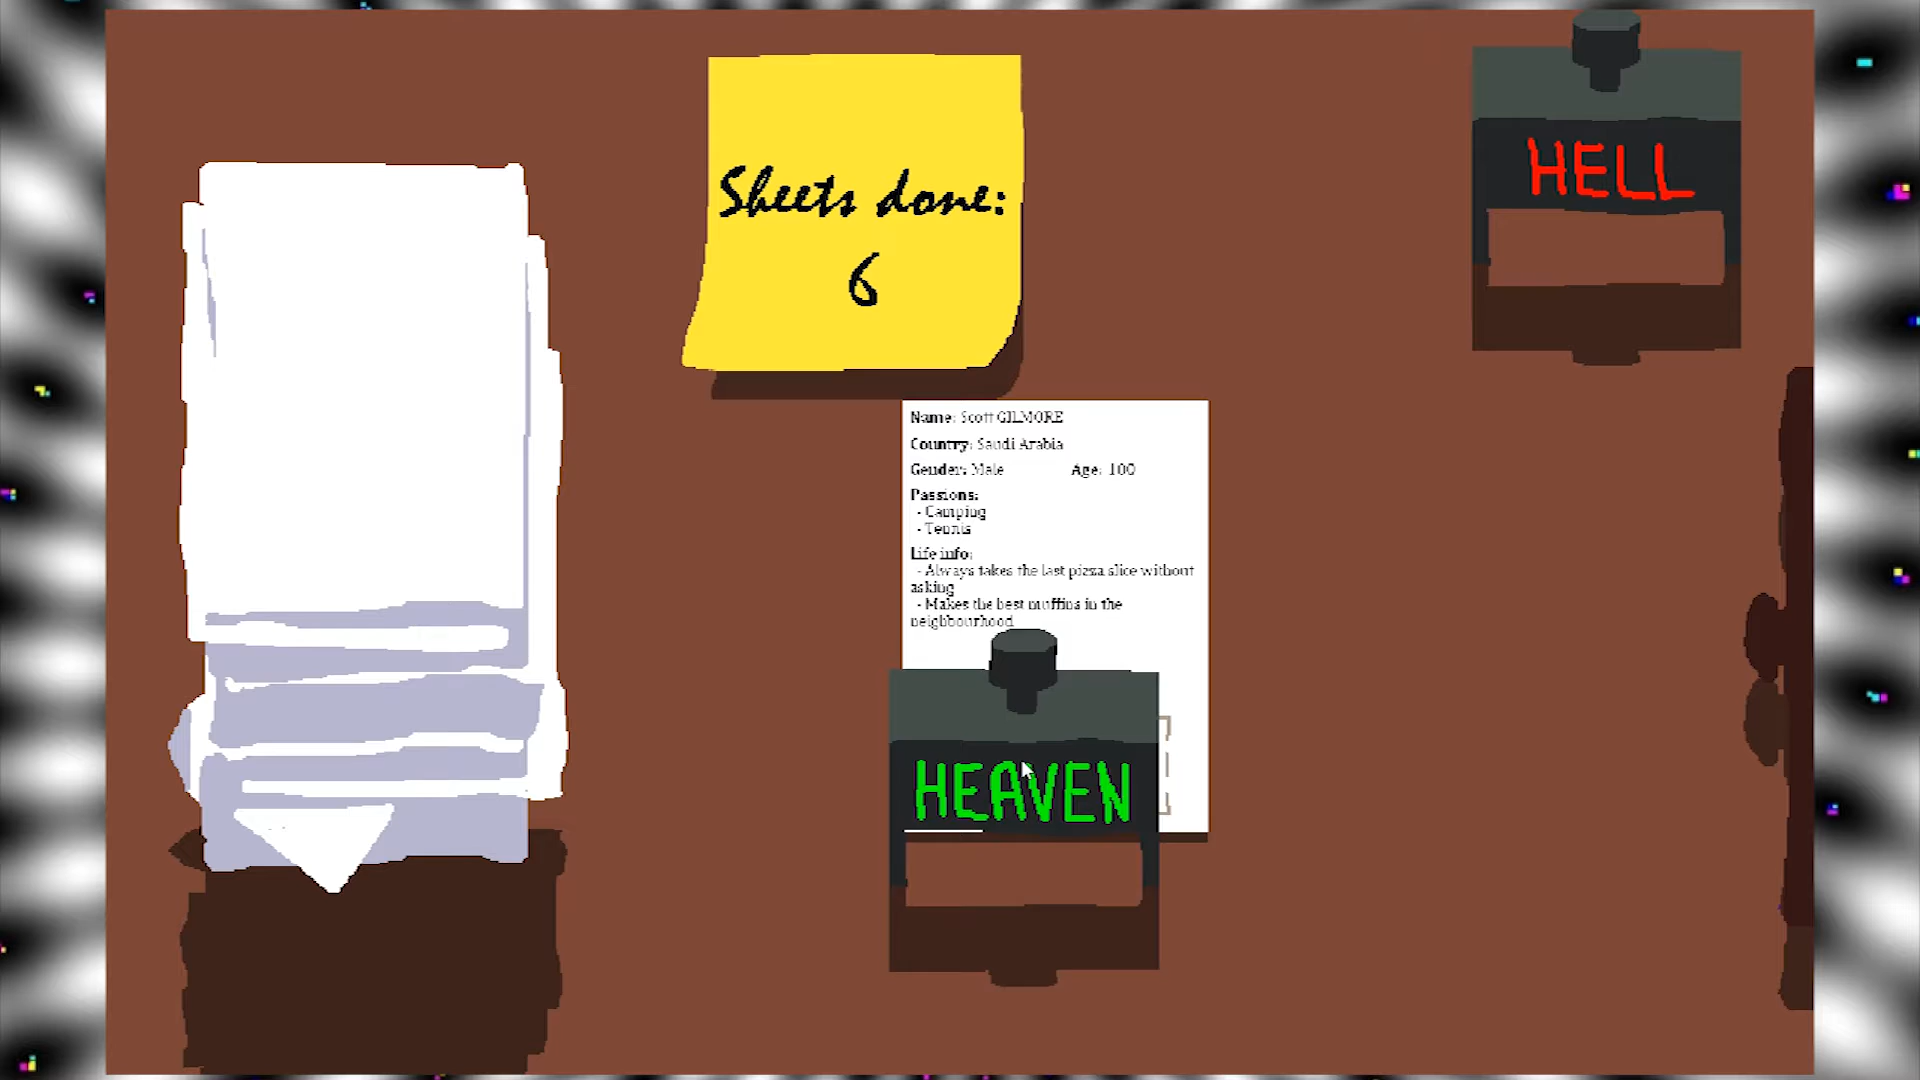 Sheets done:
6
HELL
Name: Scott GILMORE
Country: Saudi Arabia
Gender: Male Age: 100
Passions:
- Camping
- Tennis
Life info:
- Always takes the last pizza slice without
asking
- Makes the best muffins in the
neighbourhood
HEAVEN